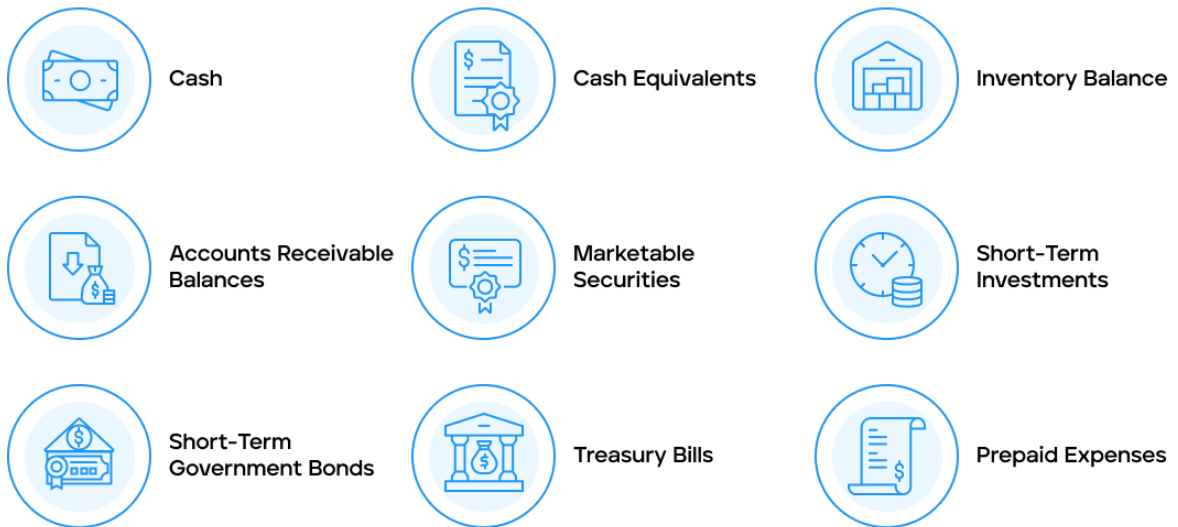 Cash
Cash Equivalents
Inventory Balance
Accounts Receivable
Balances
Marketable
Securities
Short-Term
Investments
Short-Term
Government Bonds
Treasury Bills
Prepaid Expenses